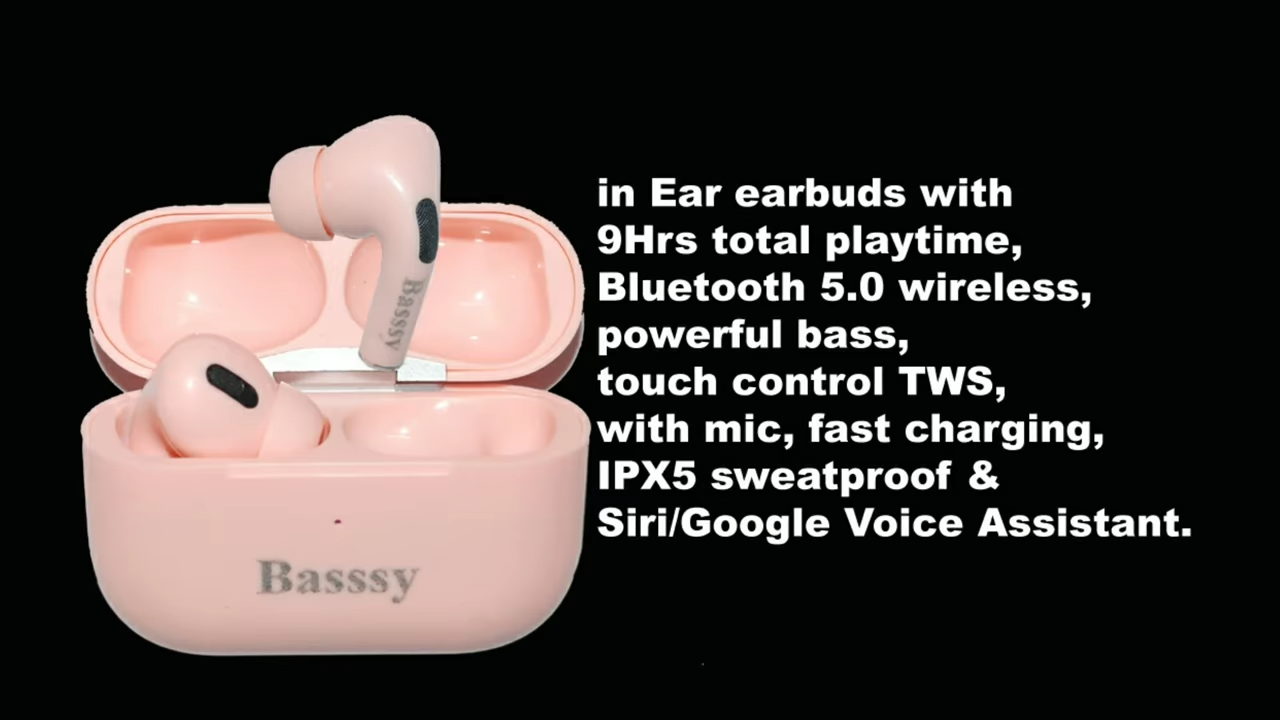 Basssy
Basssy
in Ear earbuds with
9Hrs total playtime,
Bluetooth 5.0 wireless,
powerful bass,
touch control TWS,
with mic, fast charging,
IPX5 sweatproof &
Siri/Google Voice Assistant.